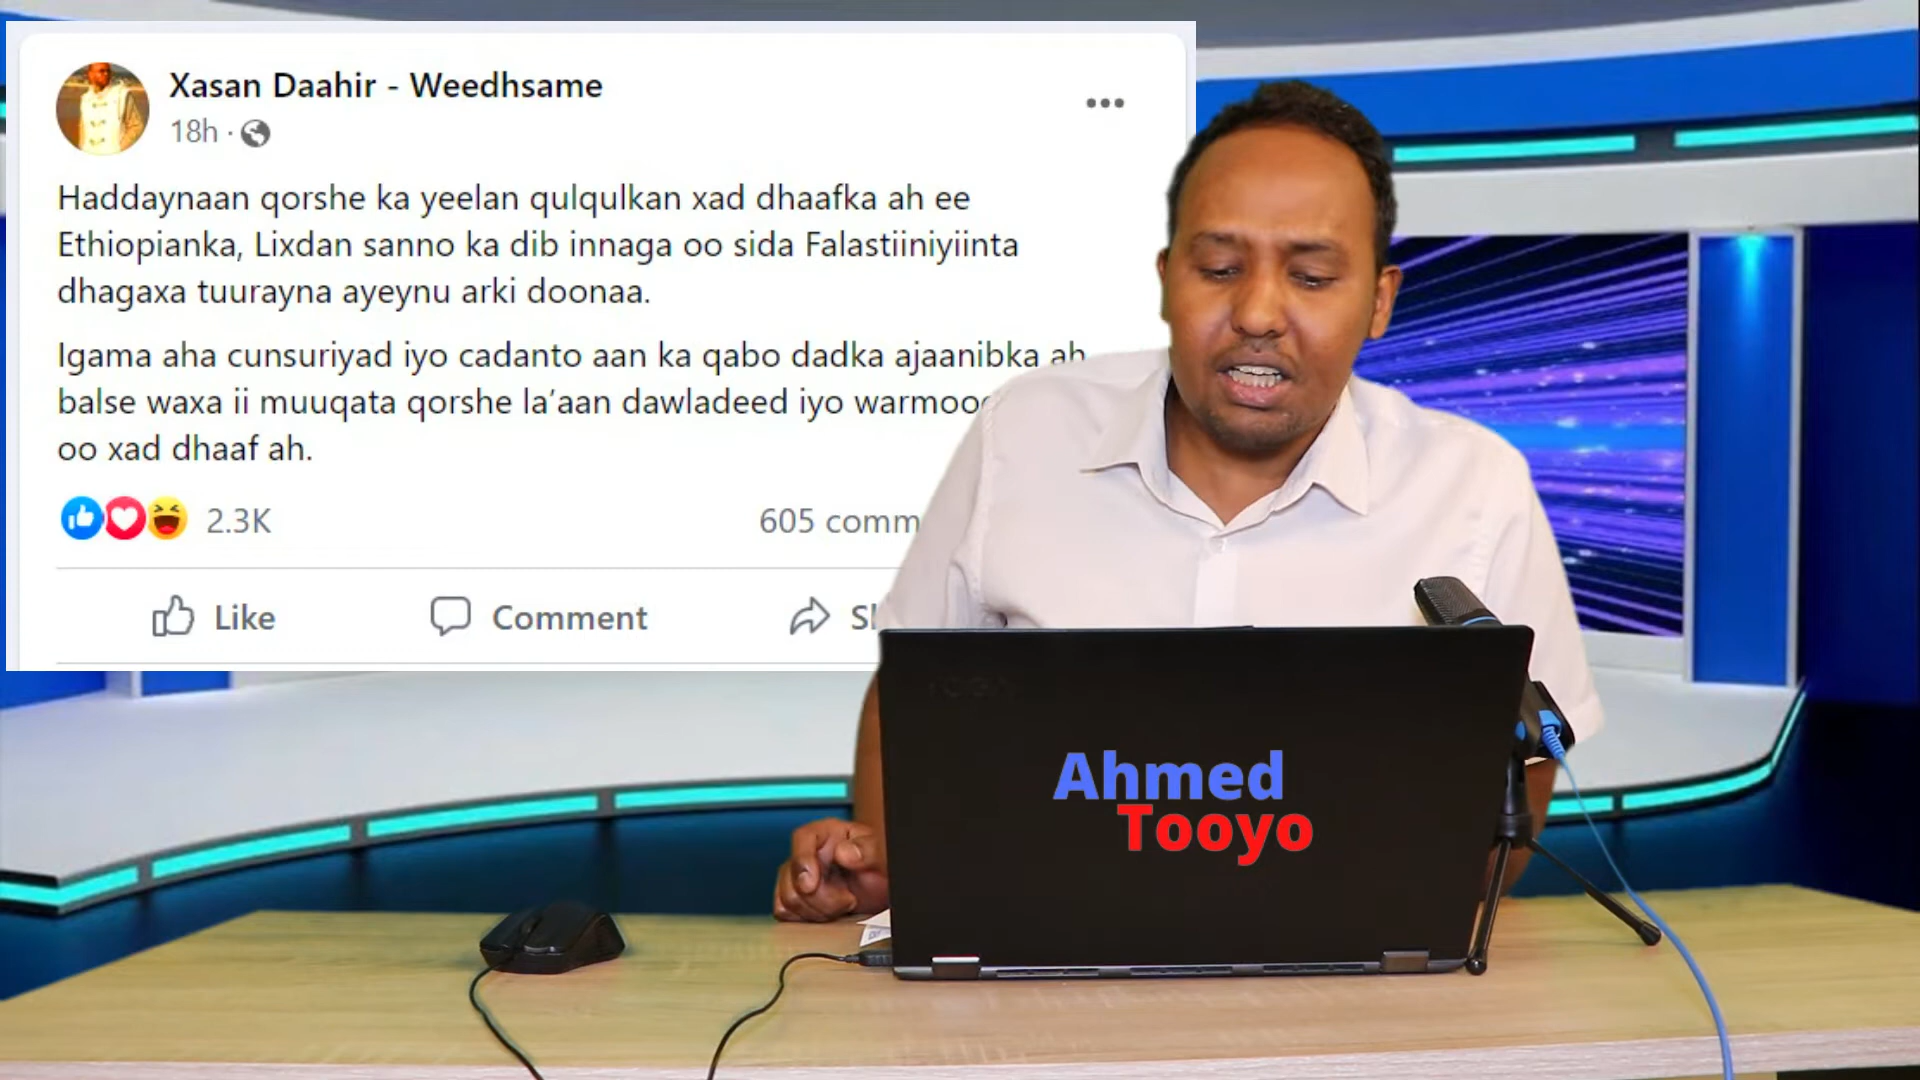 Xasan Daahir - Weedhsame
18h ·
Haddaynaan qorshe ka yeelan qulqulkan xad dhaafka ah ee
Ethiopianka, Lixdan sanno ka dib innaga oo sida Falastiiniyiinta
dhagaxa tuurayna ayeynu arki doonaa.
Igama aha cunsuriyad iyo cadanto aan ka qabo dadka ajaanibka ah
balse waxa ii muuqata qorshe la’aan dawladeed iyo
oo xad dhaaf ah.
2.3K
605
Like
Comment
Ahmed
Tooyo